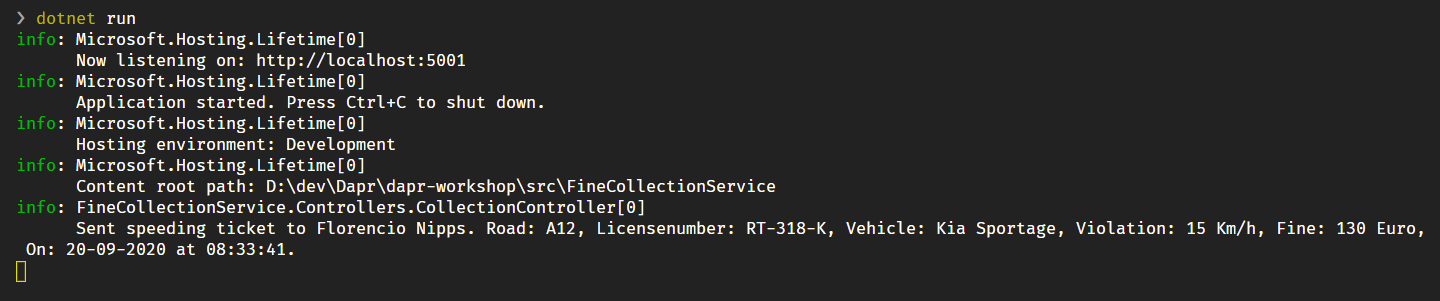 ❯ dotnet run
info: Microsoft.Hosting.Lifetime[0]
      Now listening on: http://localhost:5001
info: Microsoft.Hosting.Lifetime[0]
      Application started. Press Ctrl+C to shut down.
info: Microsoft.Hosting.Lifetime[0]
      Hosting environment: Development
info: Microsoft.Hosting.Lifetime[0]
      Content root path: D:\dev\Dapr\dapr-workshop\src\FineCollectionService
info: FineCollectionService.Controllers.CollectionController[0]
      Sent speeding ticket to Florencio Nipps. Road: A12, Licensenumber: RT-318-K, Vehicle: Kia Sportage, Violation: 15 Km/h, Fine: 130 Euro,
 On: 20-09-2020 at 08:33:41.